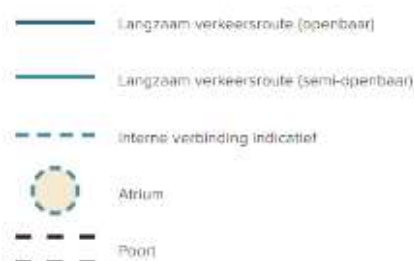 Langzaam verkeersroute (openbaar)
Langzaam verkeersroute (semi-openbaar)
Interne verbinding indicatief
Atrium
Poort